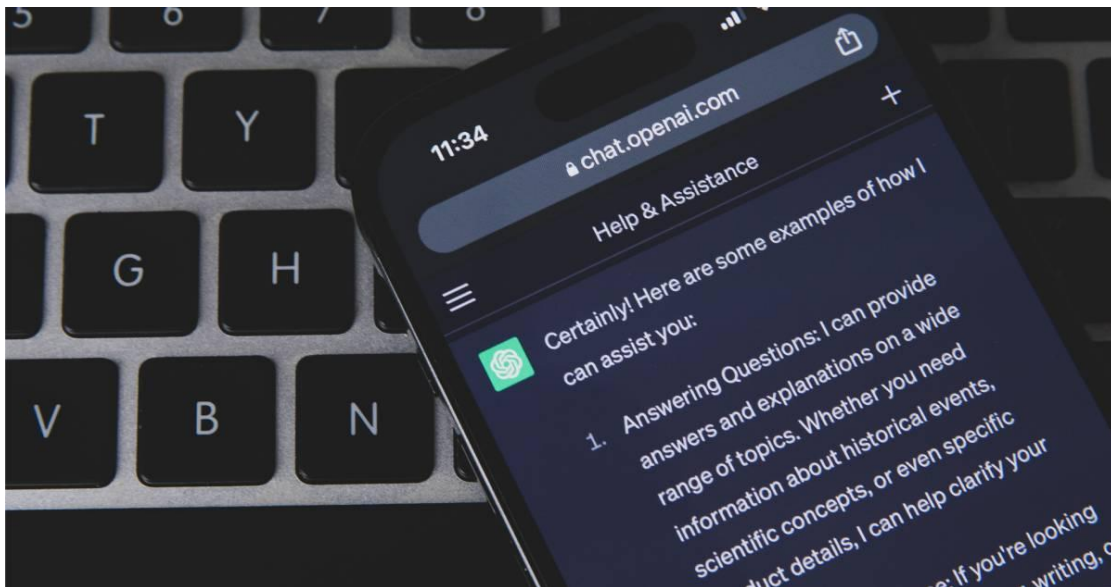 5 6 7 8
T Y
G H
V B N
11:34
chat.openai.com
Help & Assistance
Certainly! Here are some examples of how I
can assist you:
1. Answering Questions: I can provide
answers and explanations on a wide
range of topics. Whether you need
information about historical events,
scientific concepts, or even specific
details, I can help clarify your
If you're looking
writing,